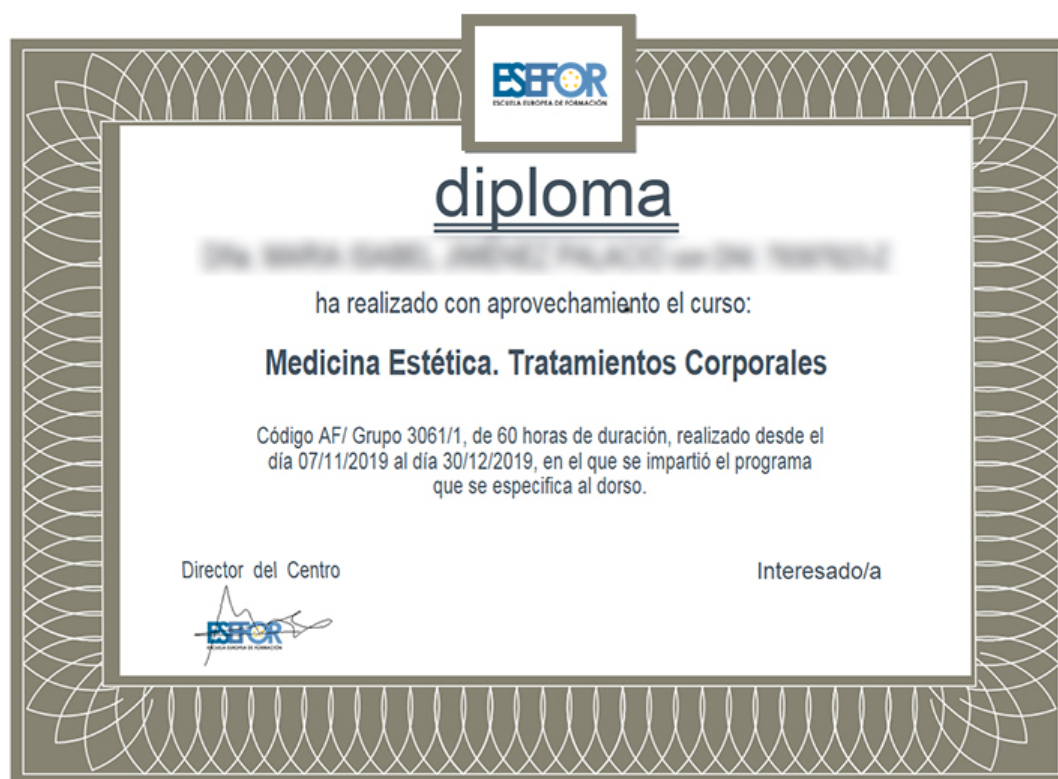 ESEFOR
ESCUELA EUROPEA DE FORMACIÓN
diploma
ha realizado con aprovechamiento el curso:
Medicina Estética. Tratamientos Corporales
Código AF/ Grupo 3061/1, de 60 horas de duración, realizado desde el
día 07/11/2019 al día 30/12/2019, en el que se impartió el programa
que se especifica al dorso.
Director del Centro
Interesado/a
ESEFOR
ESCUELA EUROPEA DE FORMACIÓN